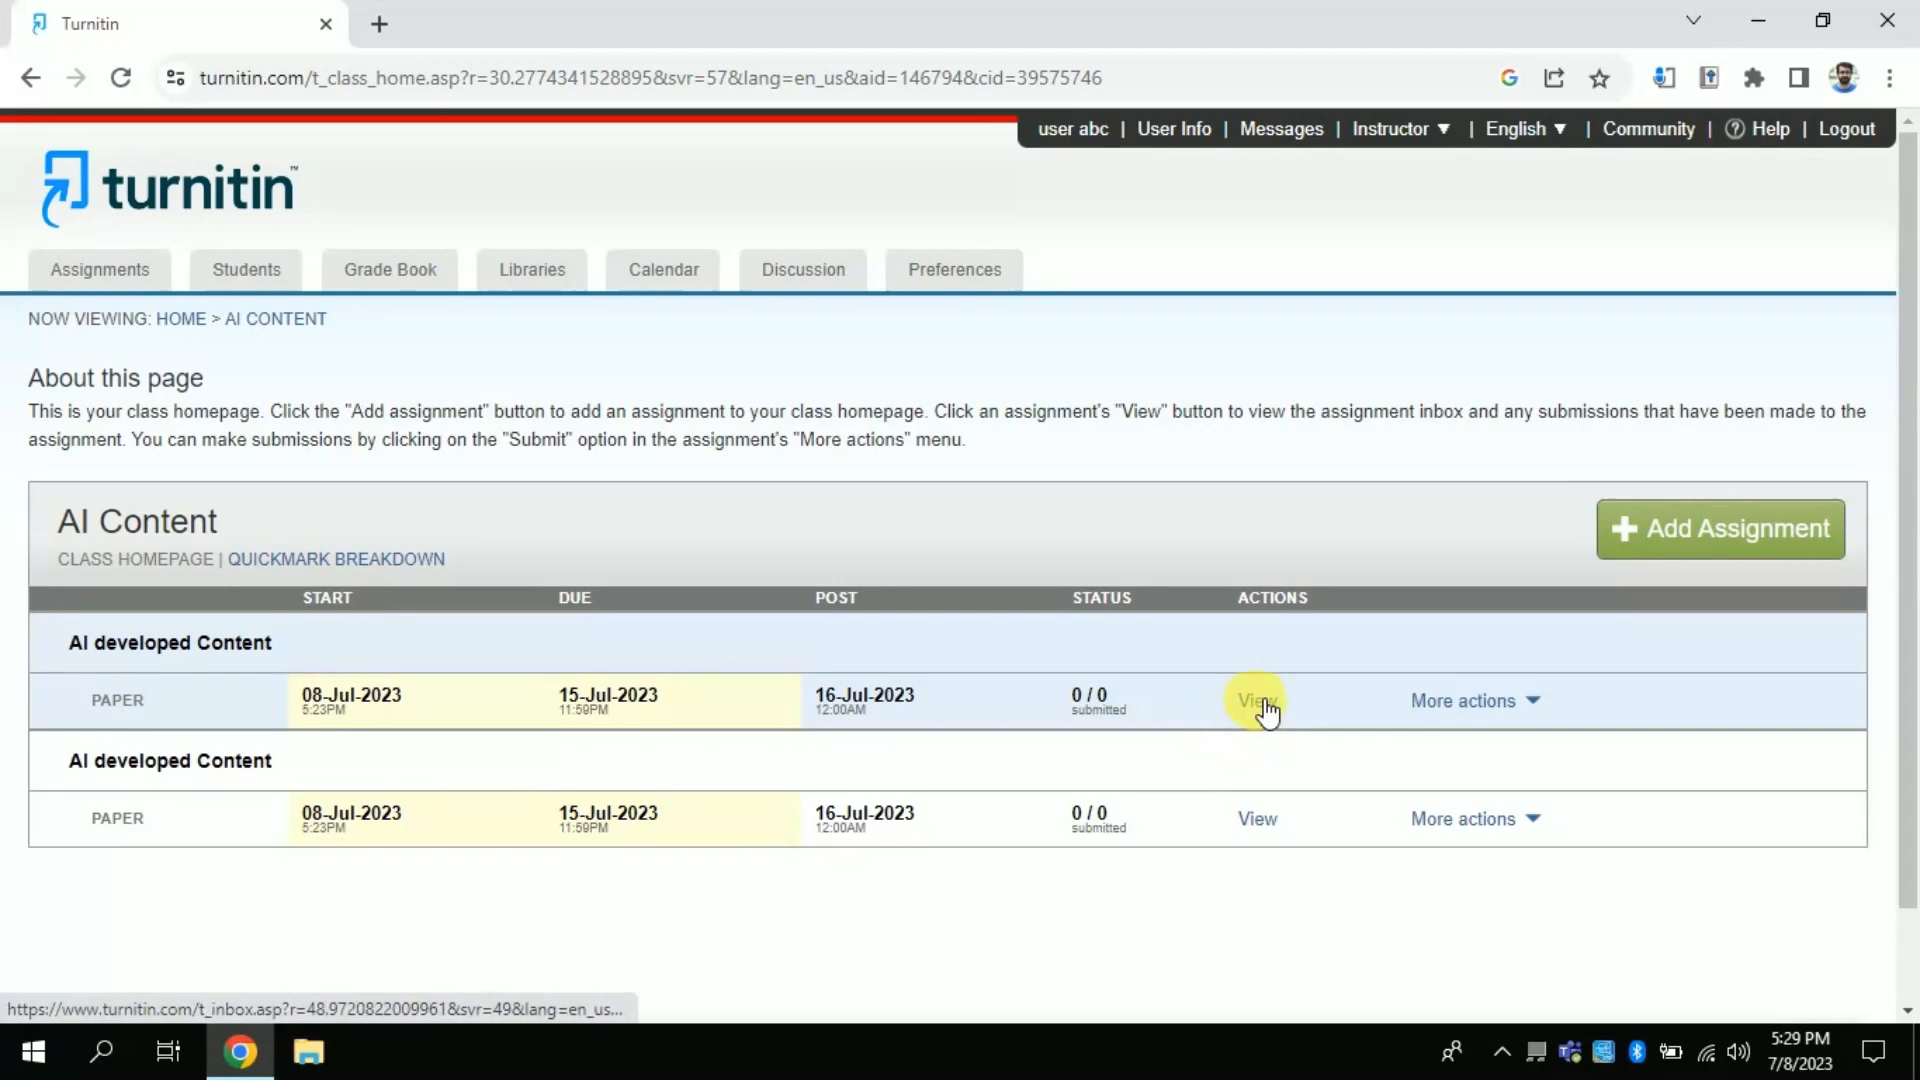 Turnitin
turnitin.com/t_class_home.asp?r=30.2774341528895&svr=57&lang=en_us&aid=146794&cid=39575746
user abc | User Info | Messages | Instructor ▼ | English ▼ | Community | ? Help | Logout
turnitin™
Assignments Students Grade Book Libraries Calendar Discussion Preferences
NOW VIEWING: HOME > AI CONTENT
About this page
This is your class homepage. Click the "Add assignment" button to add an assignment to your class homepage. Click an assignment's "View" button to view the assignment inbox and any submissions that have been made to the
assignment. You can make submissions by clicking on the "Submit" option in the assignment's "More actions" menu.
AI Content
Add Assignment
CLASS HOMEPAGE | QUICKMARK BREAKDOWN
START DUE POST STATUS ACTIONS
AI developed Content
PAPER 08-Jul-2023 15-Jul-2023 16-Jul-2023 0 / 0 View More actions
5:23PM 11:59PM 12:00AM submitted
AI developed Content
PAPER 08-Jul-2023 15-Jul-2023 16-Jul-2023 0 / 0 View More actions
5:23PM 11:59PM 12:00AM submitted
https://www.turnitin.com/t_inbox.asp?r=48.9720822009961&svr=49&lang=en_us...
5:29 PM
7/8/2023